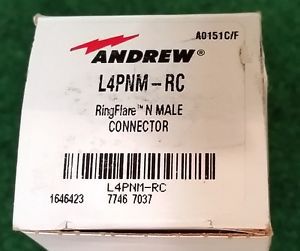 A0151C/F
ANDREW®
L4PNM-RC
RingFlare™ N MALE
CONNECTOR
L4PNM-RC
1646423 7746 7037